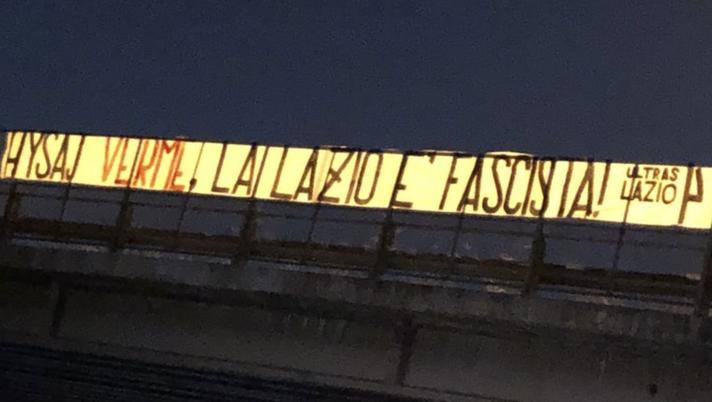 HYSAJ VERME, LA LAZIO E' FASCISTA!
ULTRAS
LAZIO
P